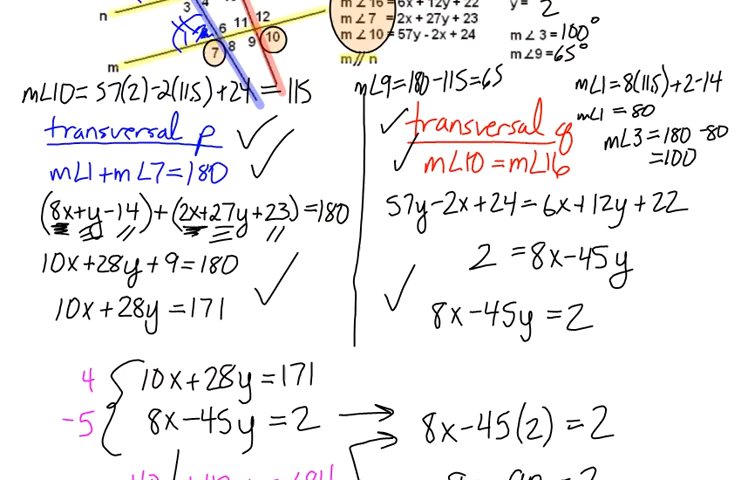 n
m
3 4
6 11 12
7 8 9 10
m∠16 = 6x + 12y + 22
m∠7 = 2x + 27y + 23
m∠10 = 57y - 2x + 24
m//n
y= 2
m∠3 = 100°
m∠9 = 65°
m∠10 = 57(2) - 2(115) + 24 = 115
m∠9 = 180 - 115 = 65
m∠1 = 8(115) + 2 - 14
m∠1 = 80
m∠3 = 180 - 80
= 100
transversal p
m∠1 + m∠7 = 180
(8x + y - 14) + (2x + 27y + 23) = 180
10x + 28y + 9 = 180
10x + 28y = 171
transversal q
m∠10 = m∠16
57y - 2x + 24 = 6x + 12y + 22
2 = 8x - 45y
8x - 45y = 2
4 10x + 28y = 171
-5 8x - 45y = 2
8x - 45(2) = 2